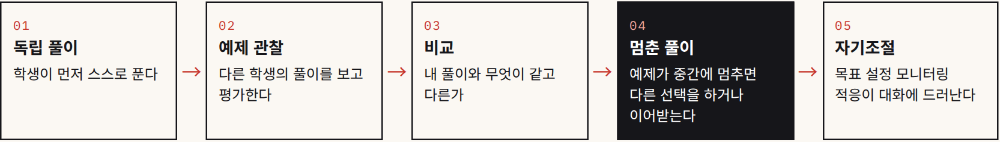 01
독립 풀이
학생이 먼저 스스로 푼다
02
예제 관찰
다른 학생의 풀이를 보고
평가한다
03
비교
내 풀이와 무엇이 같고
다른가
04
멈춘 풀이
예제가 중간에 멈추면
다른 선택을 하거나
이어받는다
05
자기조절
목표 설정 모니터링
적응이 대화에 드러난다